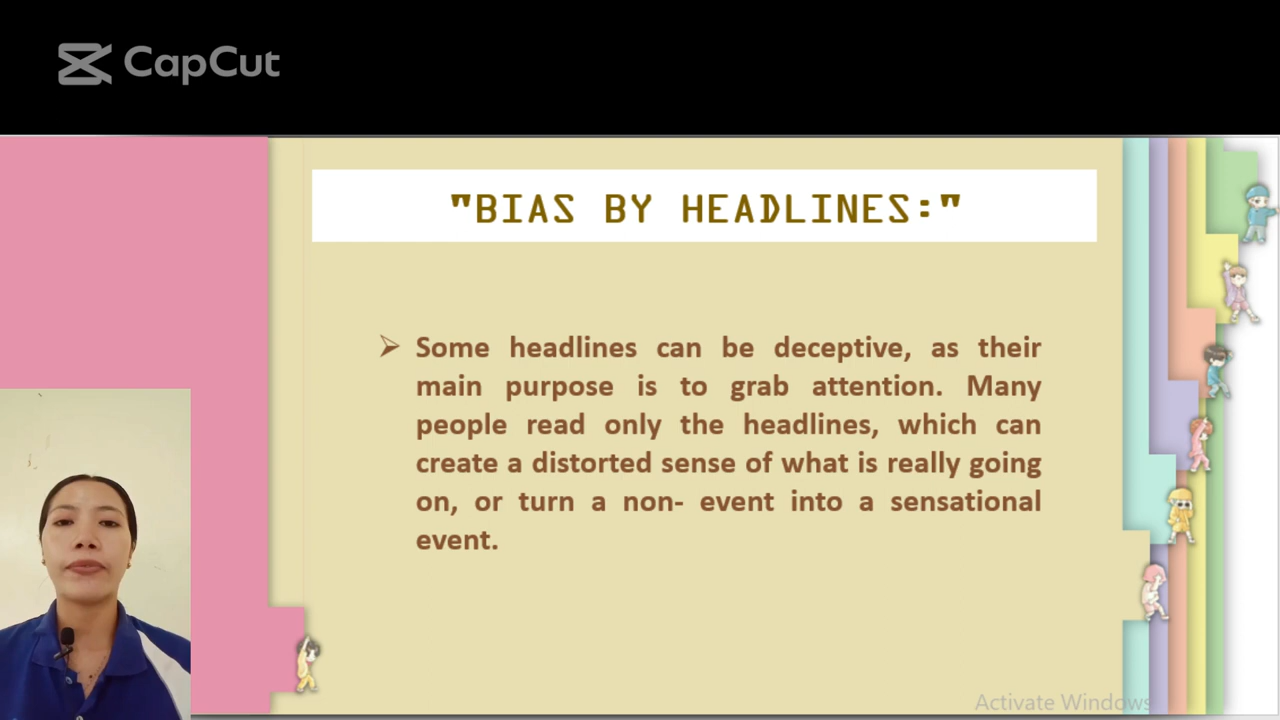 CapCut
"BIAS BY HEADLINES:"
➢ Some headlines can be deceptive, as their
main purpose is to grab attention. Many
people read only the headlines, which can
create a distorted sense of what is really going
on, or turn a non- event into a sensational
event.
Activate Windows